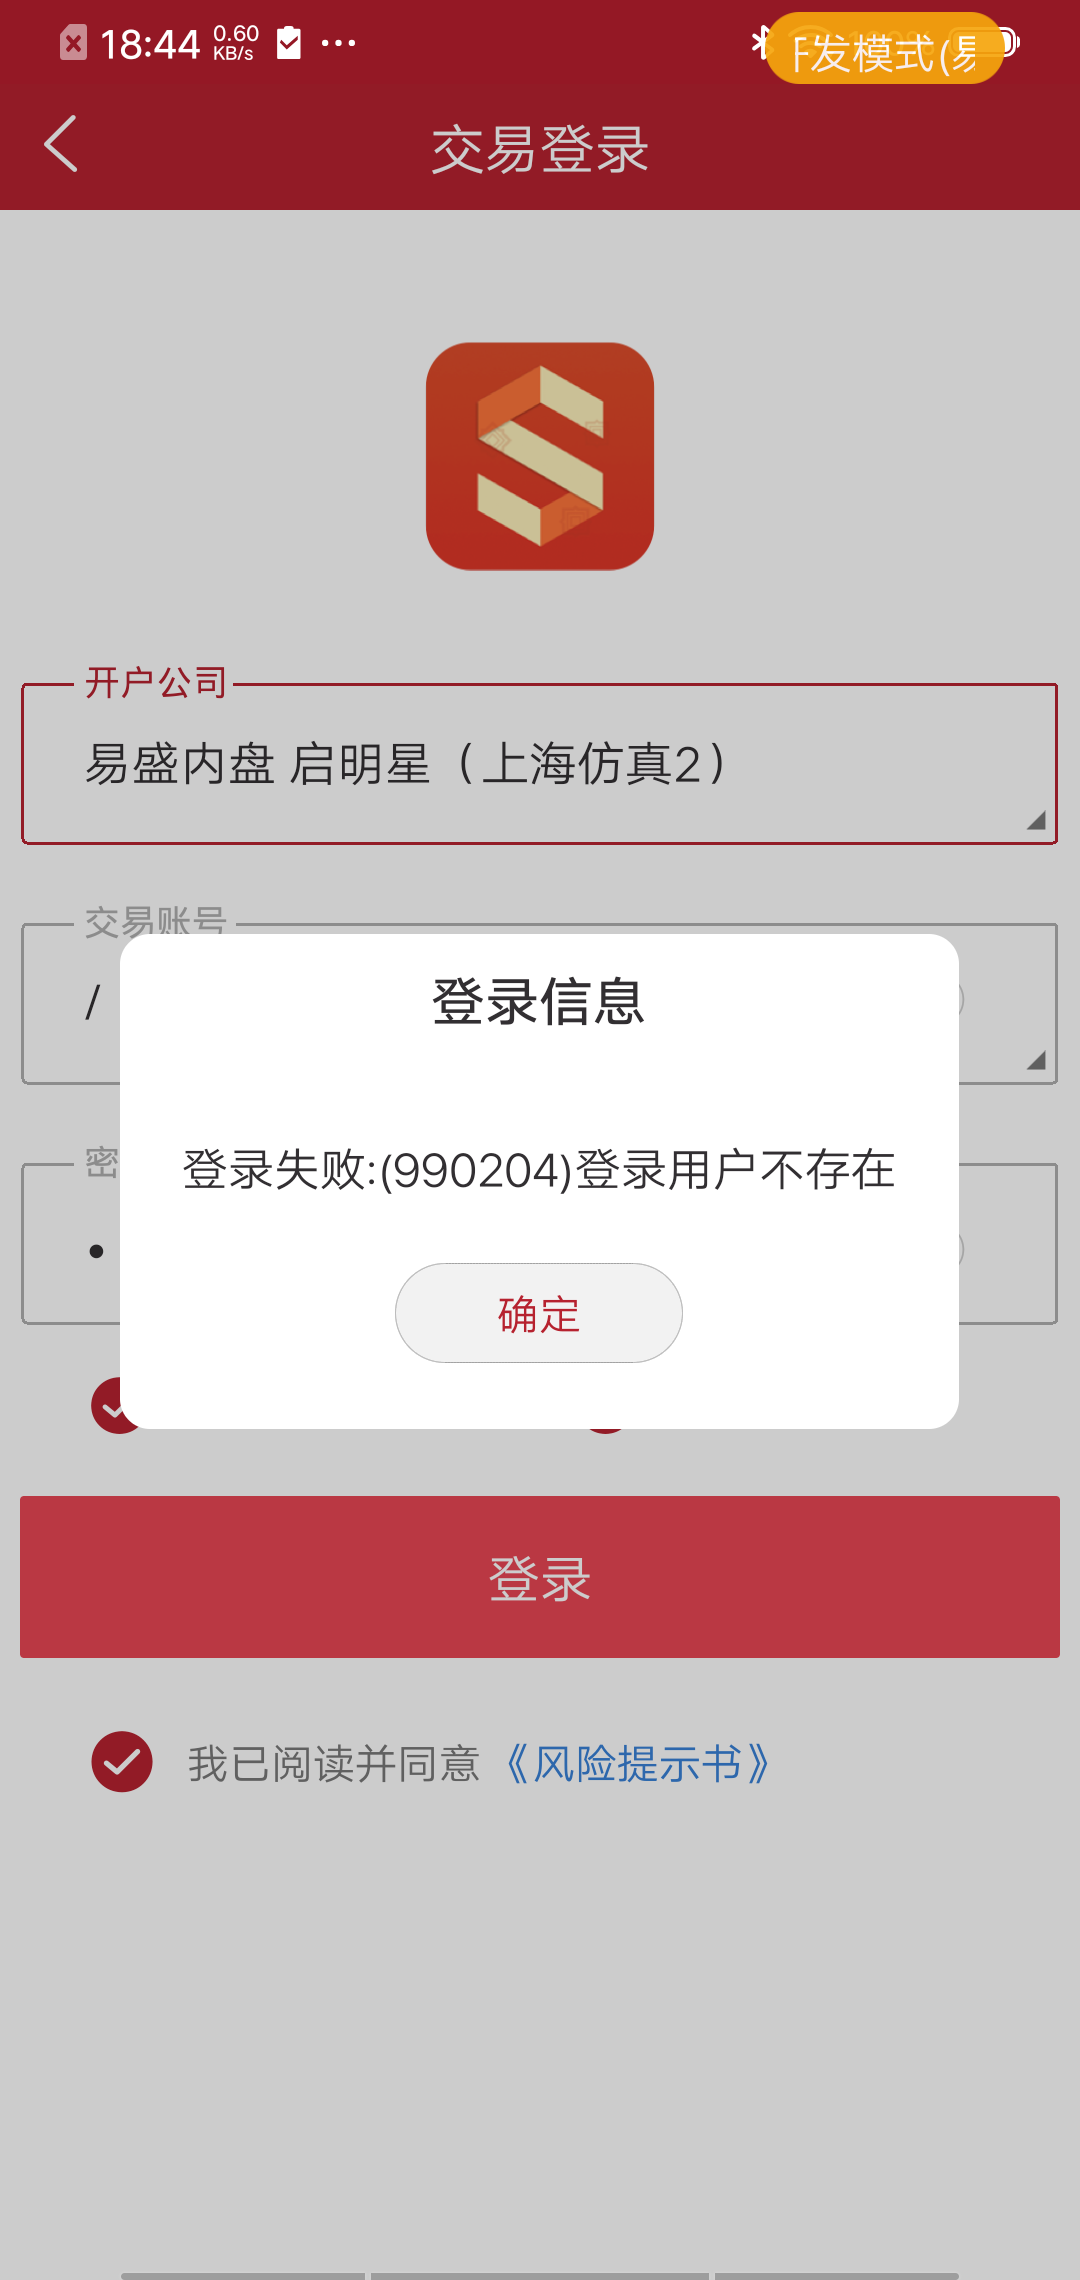 18:44 0.60 KB/s
开发模式(易
交易登录
开户公司
易盛内盘 启明星（上海仿真2）
交易账号
/
密
登录信息
登录失败:(990204)登录用户不存在
确定
登录
我已阅读并同意 《风险提示书》